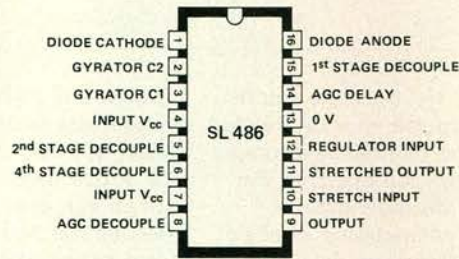 DIODE CATHODE 1 16 DIODE ANODE
GYRATOR C2 2 15 1st STAGE DECOUPLE
GYRATOR C1 3 14 AGC DELAY
INPUT Vcc 4 13 0 V
SL 486
2nd STAGE DECOUPLE 5 12 REGULATOR INPUT
4th STAGE DECOUPLE 6 11 STRETCHED OUTPUT
INPUT Vcc 7 10 STRETCH INPUT
AGC DECOUPLE 8 9 OUTPUT